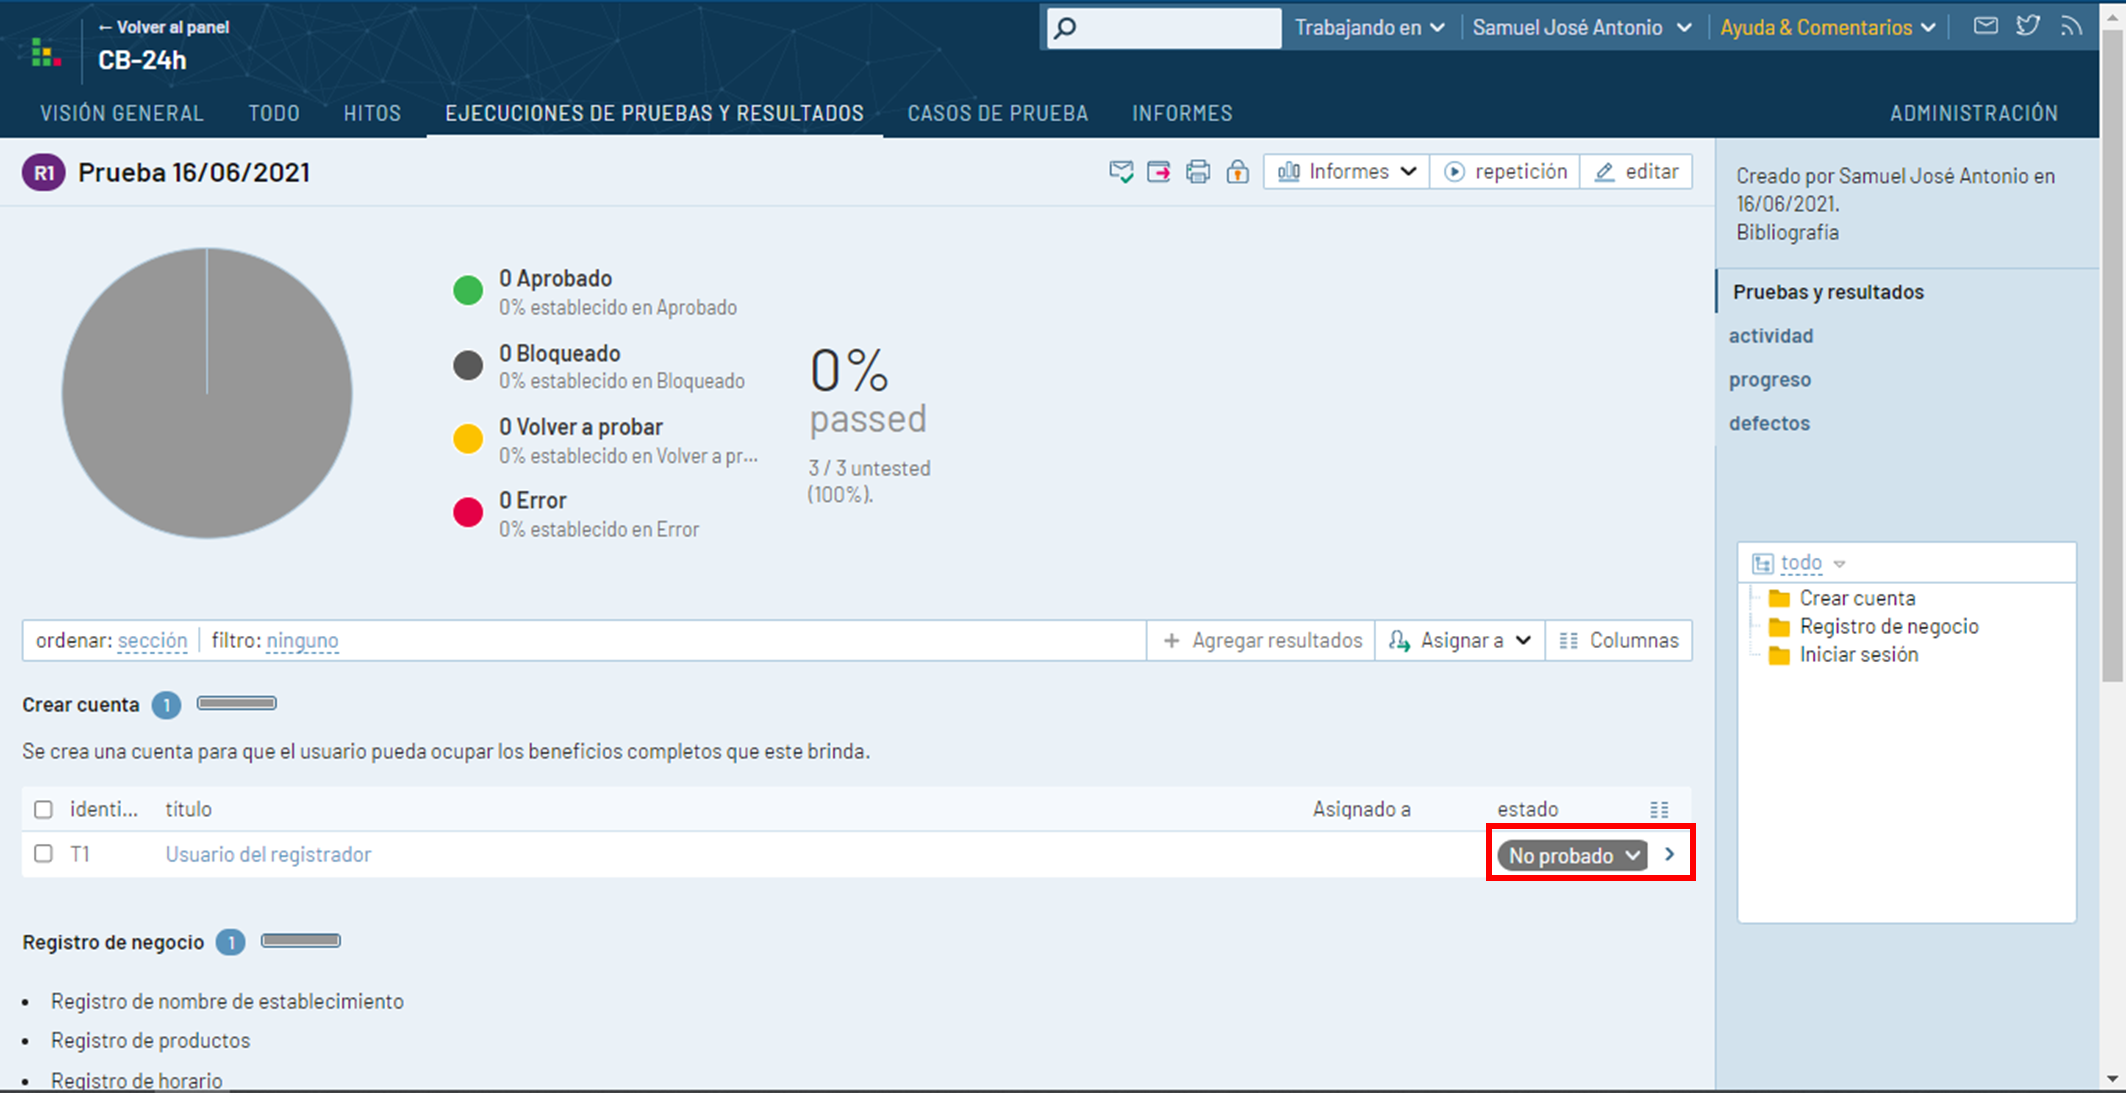 ← Volver al panel
CB-24h
Trabajando en
Samuel José Antonio
Ayuda & Comentarios
VISIÓN GENERAL
TODO
HITOS
EJECUCIONES DE PRUEBAS Y RESULTADOS
CASOS DE PRUEBA
INFORMES
ADMINISTRACIÓN
R1 Prueba 16/06/2021
Informes
repetición
editar
Creado por Samuel José Antonio en
16/06/2021.
Bibliografía
Pruebas y resultados
actividad
progreso
defectos
0 Aprobado
0% establecido en Aprobado
0 Bloqueado
0% establecido en Bloqueado
0 Volver a probar
0% establecido en Volver a pr...
0 Error
0% establecido en Error
0%
passed
3 / 3 untested
(100%).
todo
Crear cuenta
Registro de negocio
Iniciar sesión
ordenar: sección filtro: ninguno
+ Agregar resultados
Asignar a
Columnas
Crear cuenta 1
Se crea una cuenta para que el usuario pueda ocupar los beneficios completos que este brinda.
identi... título Asignado a estado
T1 Usuario del registrador No probado
Registro de negocio 1
• Registro de nombre de establecimiento
• Registro de productos
• Registro de horario